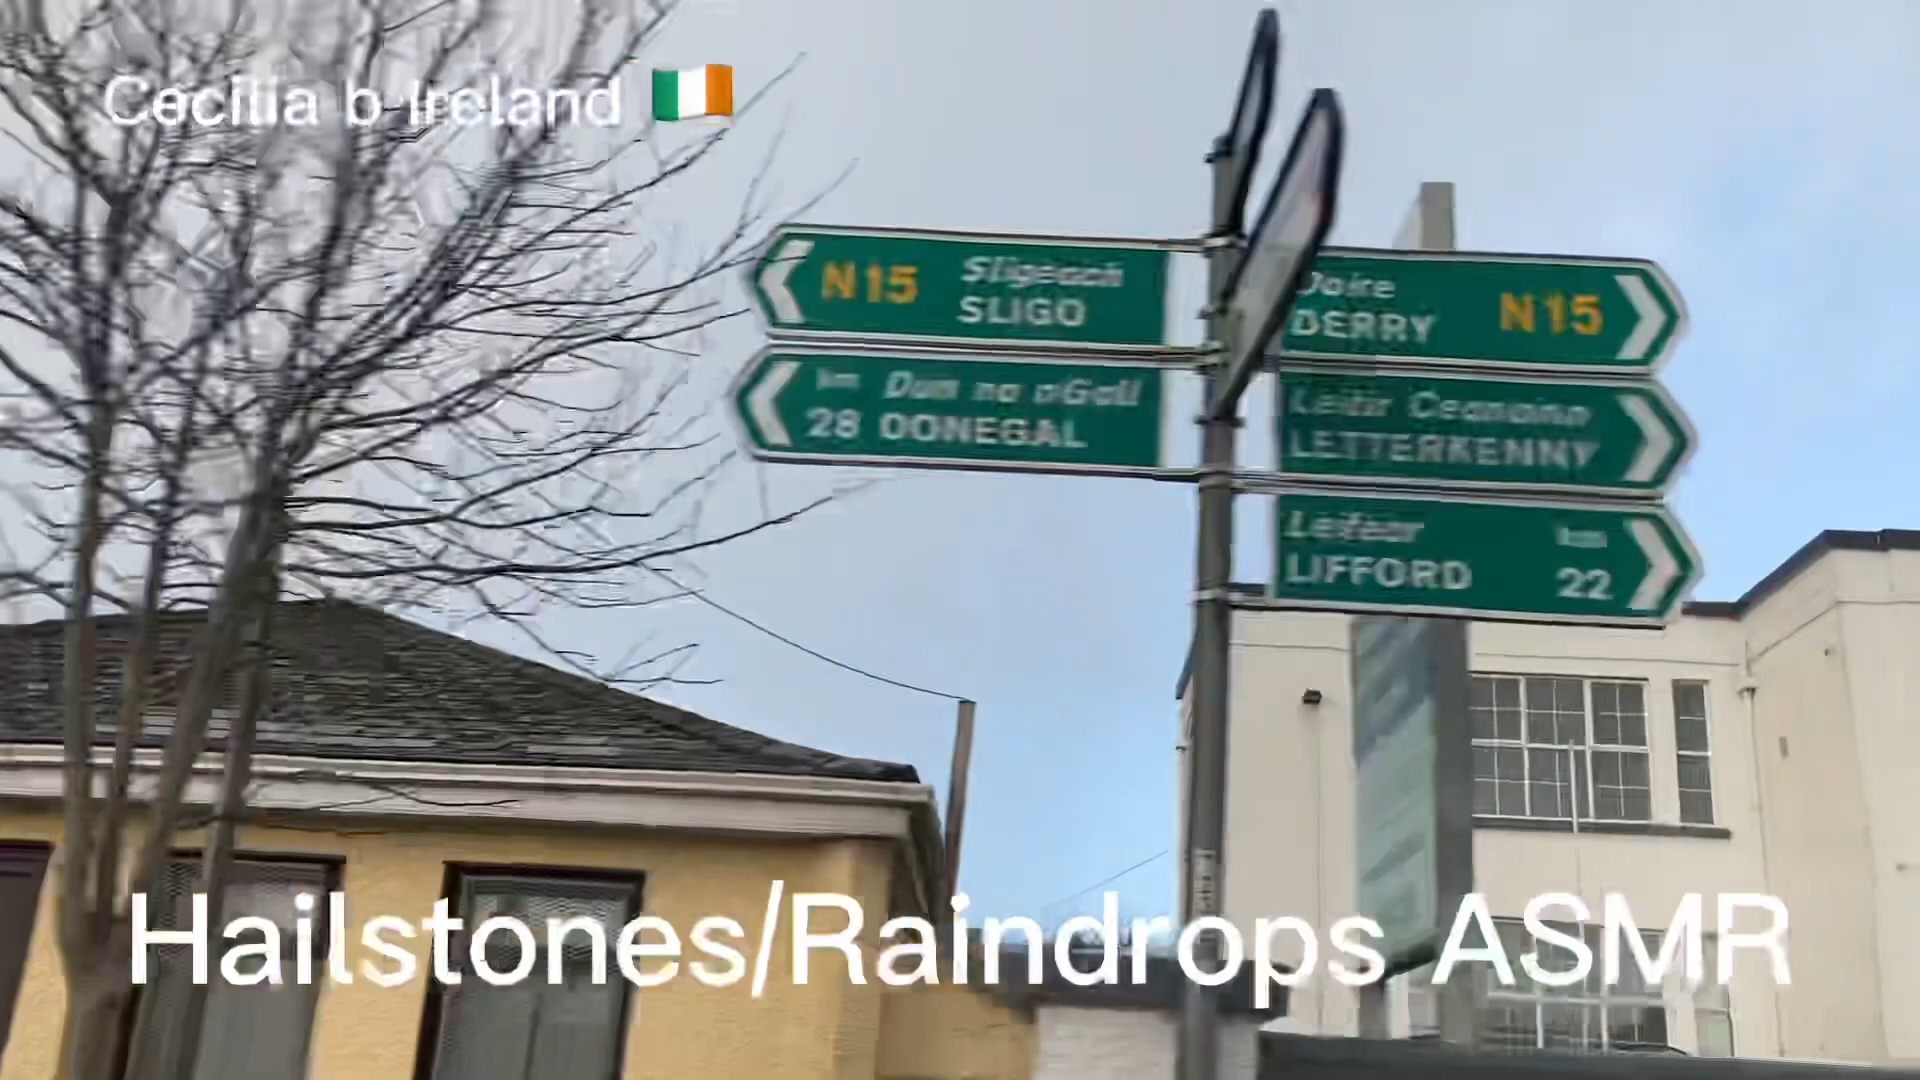 Cecilia b Ireland 🇮🇪
N15 Sligeach
SLIGO
km Dún na nGall
28 DONEGAL
Doire
DERRY N15
Leitir Ceanainn
LETTERKENNY
Leifear km
LIFFORD 22
Hailstones/Raindrops ASMR